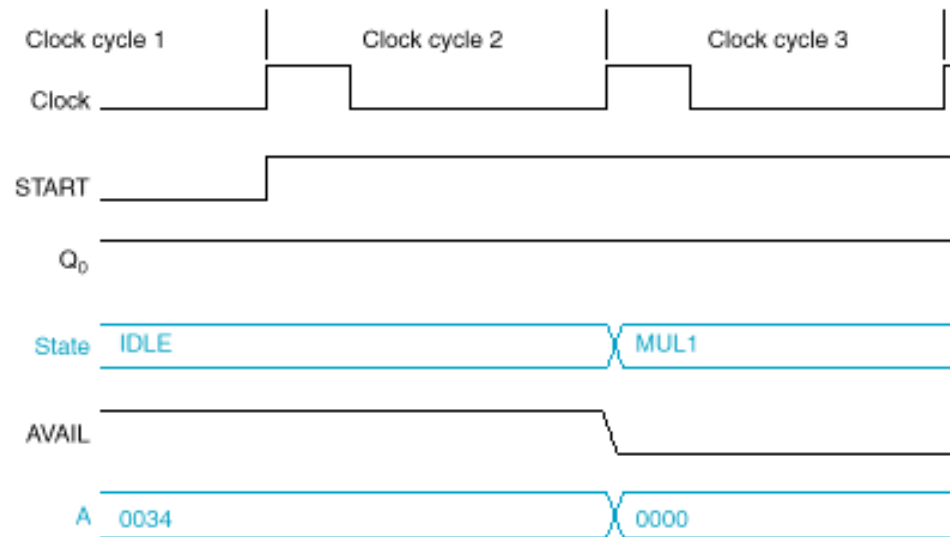 Clock cycle 1 Clock cycle 2 Clock cycle 3
Clock
START
Q0
State IDLE MUL1
AVAIL
A 0034 0000